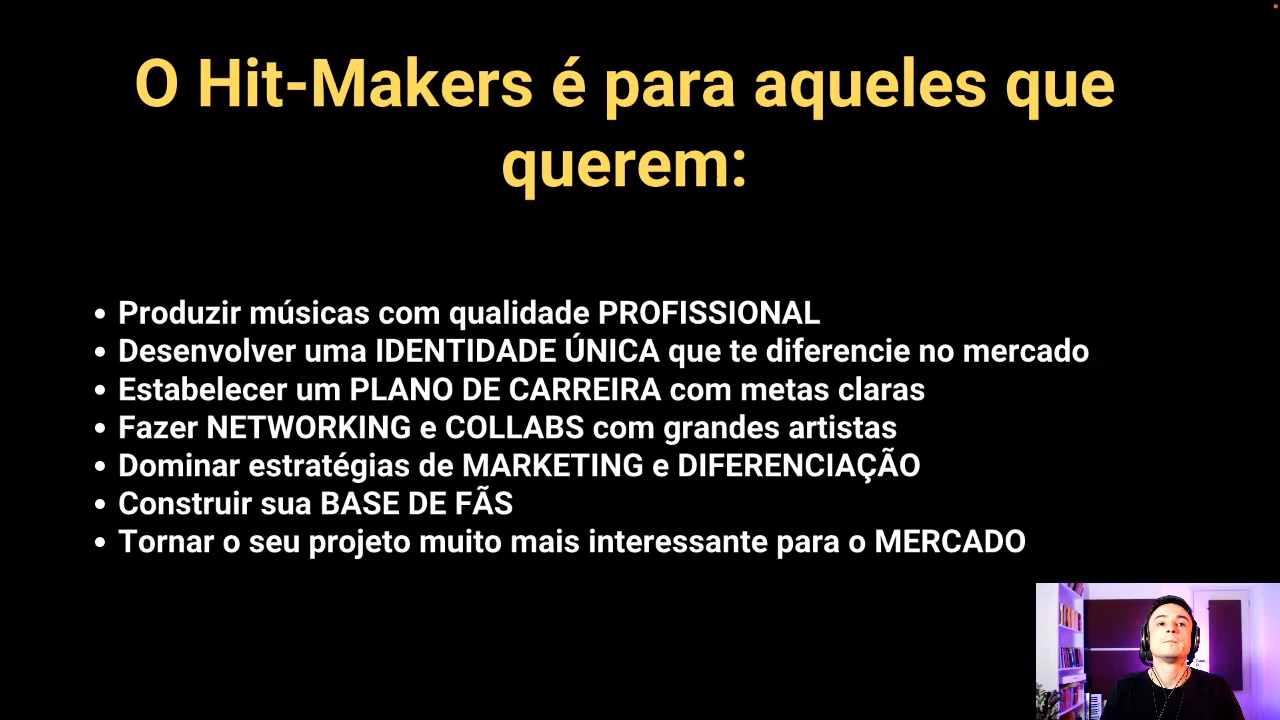 O Hit-Makers é para aqueles que
querem:
• Produzir músicas com qualidade PROFISSIONAL
• Desenvolver uma IDENTIDADE ÚNICA que te diferencie no mercado
• Estabelecer um PLANO DE CARREIRA com metas claras
• Fazer NETWORKING e COLLABS com grandes artistas
• Dominar estratégias de MARKETING e DIFERENCIAÇÃO
• Construir sua BASE DE FÃS
• Tornar o seu projeto muito mais interessante para o MERCADO